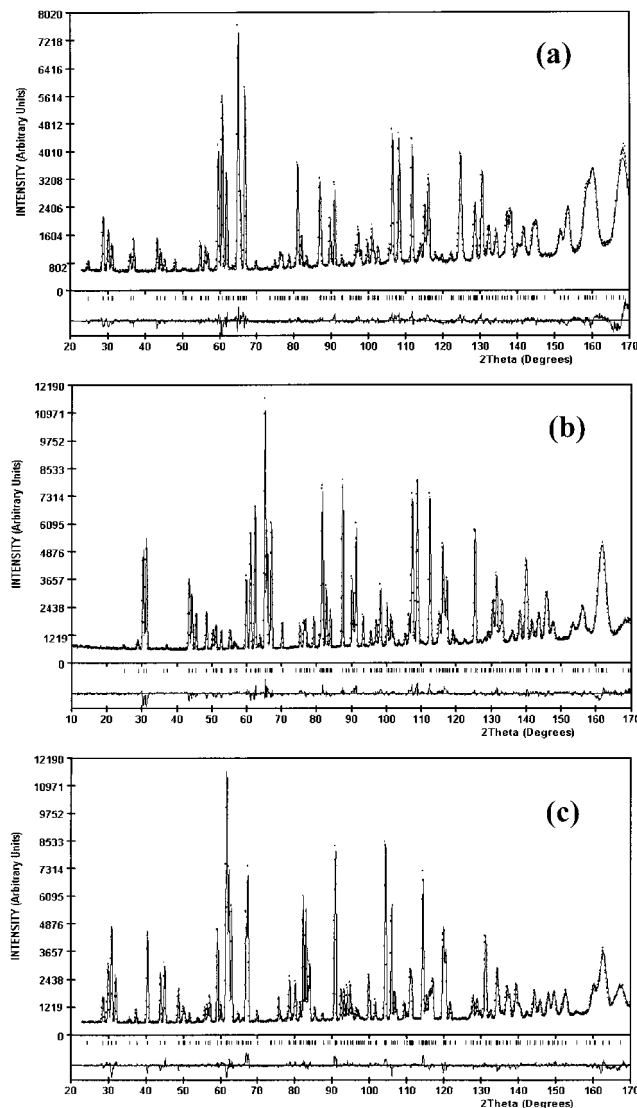 8020
(a)
7218
6416
5614
4812
4010
3208
2406
1604
802
0
INTENSITY (Arbitrary Units)
2Theta (Degrees)
20 30 40 50 60 70 80 90 100 110 120 130 140 150 160 170
12190
(b)
10971
9752
8533
7314
6095
4876
3657
2438
1219
0
INTENSITY (Arbitrary Units)
2Theta (Degrees)
10 20 30 40 50 60 70 80 90 100 110 120 130 140 150 160 170
12190
(c)
10971
9752
8533
7314
6095
4876
3657
2438
1219
0
INTENSITY (Arbitrary Units)
2Theta (Degrees)
20 30 40 50 60 70 80 90 100 110 120 130 140 150 160 170